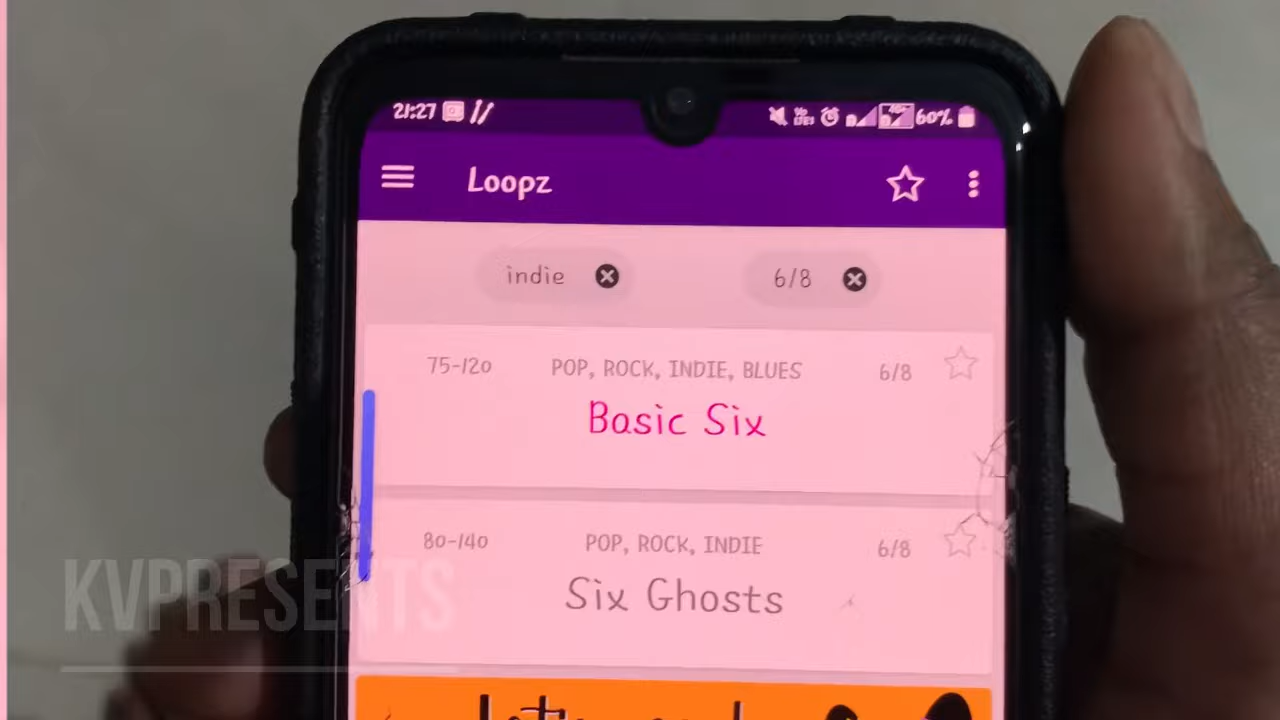 21:27 60%
Loopz
indie 6/8
75-120 POP, ROCK, INDIE, BLUES 6/8
Basic Six
80-140 POP, ROCK, INDIE 6/8
Six Ghosts
KVPRESENTS